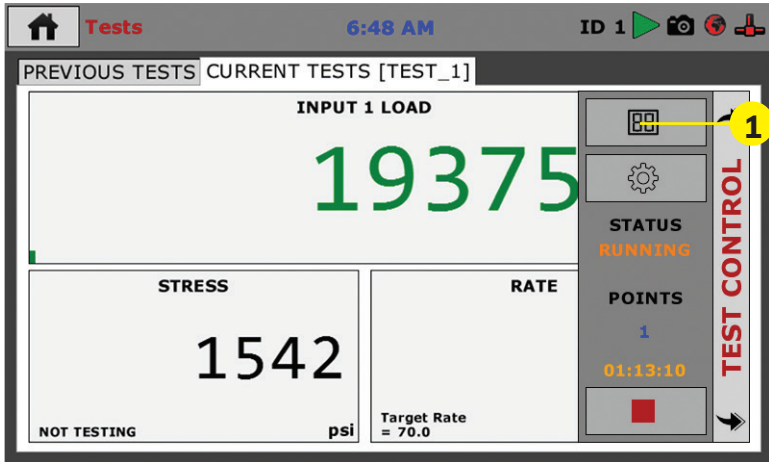 Tests 6:48 AM ID 1
PREVIOUS TESTS CURRENT TESTS [TEST_1]
INPUT 1 LOAD
19375
STRESS
1542
NOT TESTING psi
RATE
Target Rate
= 70.0
88
1
STATUS
RUNNING
POINTS
1
01:13:10
TEST CONTROL